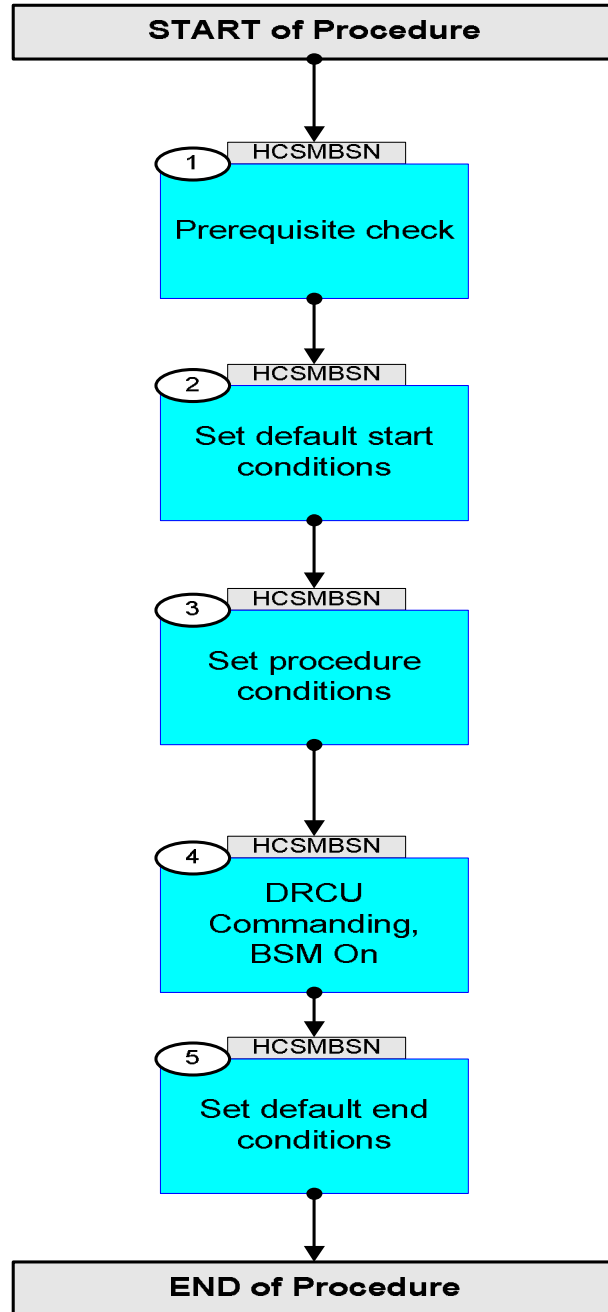 START of Procedure
HCSMBSN
1
Prerequisite check
HCSMBSN
2
Set default start
conditions
HCSMBSN
3
Set procedure
conditions
HCSMBSN
4
DRCU
Commanding,
BSM On
HCSMBSN
5
Set default end
conditions
END of Procedure